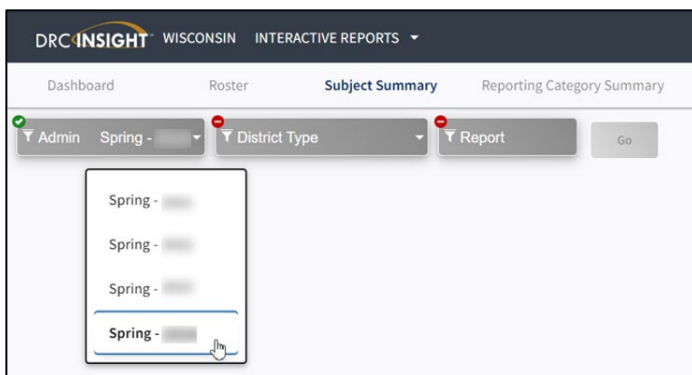 DRC INSIGHT WISCONSIN INTERACTIVE REPORTS
Dashboard Roster Subject Summary Reporting Category Summary
Admin Spring - District Type Report Go
Spring -
Spring -
Spring -
Spring -